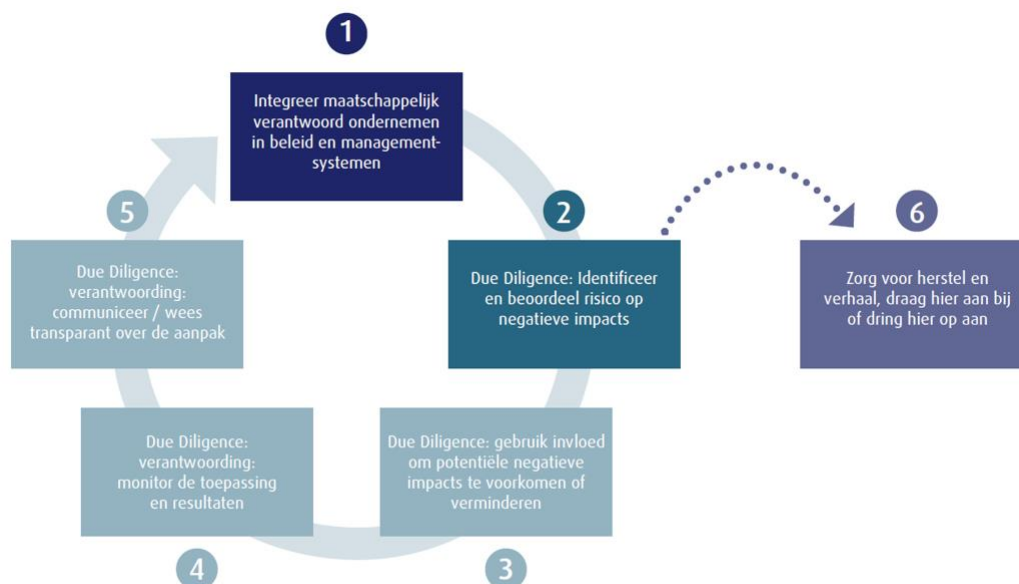 1
Integreer maatschappelijk
verantwoord ondernemen
in beleid en management-
systemen
2
Due Diligence: Identificeer
en beoordeel risico op
negatieve impacts
3
Due Diligence: gebruik invloed
om potentiële negatieve
impacts te voorkomen of
verminderen
4
Due Diligence:
verantwoording:
monitor de toepassing
en resultaten
5
Due Diligence:
verantwoording:
communiceer / wees
transparant over de aanpak
6
Zorg voor herstel en
verhaal, draag hier aan bij
of dring hier op aan